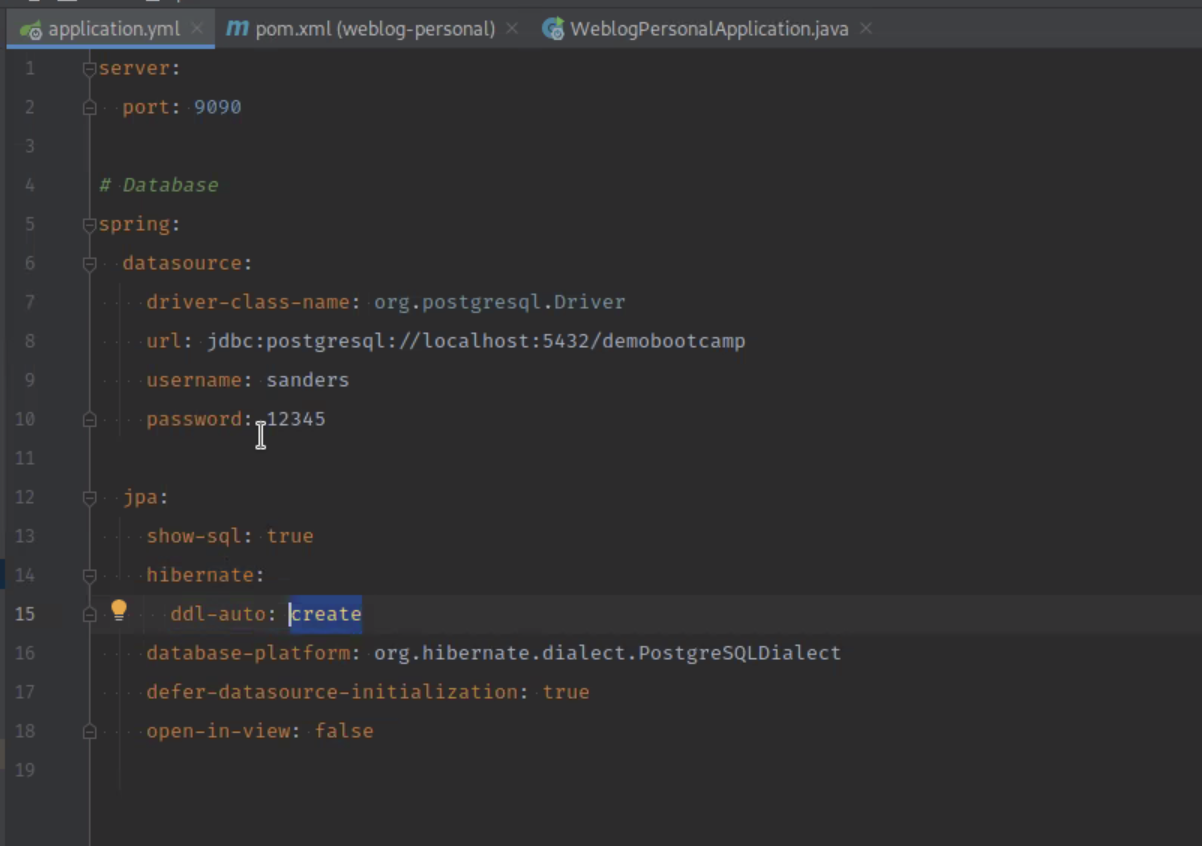 application.yml pom.xml (weblog-personal) WeblogPersonalApplication.java
1 server:
2 port: 9090
3
4 # Database
5 spring:
6 datasource:
7 driver-class-name: org.postgresql.Driver
8 url: jdbc:postgresql://localhost:5432/demobootcamp
9 username: sanders
10 password: 12345
11
12 jpa:
13 show-sql: true
14 hibernate:
15 ddl-auto: create
16 database-platform: org.hibernate.dialect.PostgreSQLDialect
17 defer-datasource-initialization: true
18 open-in-view: false
19